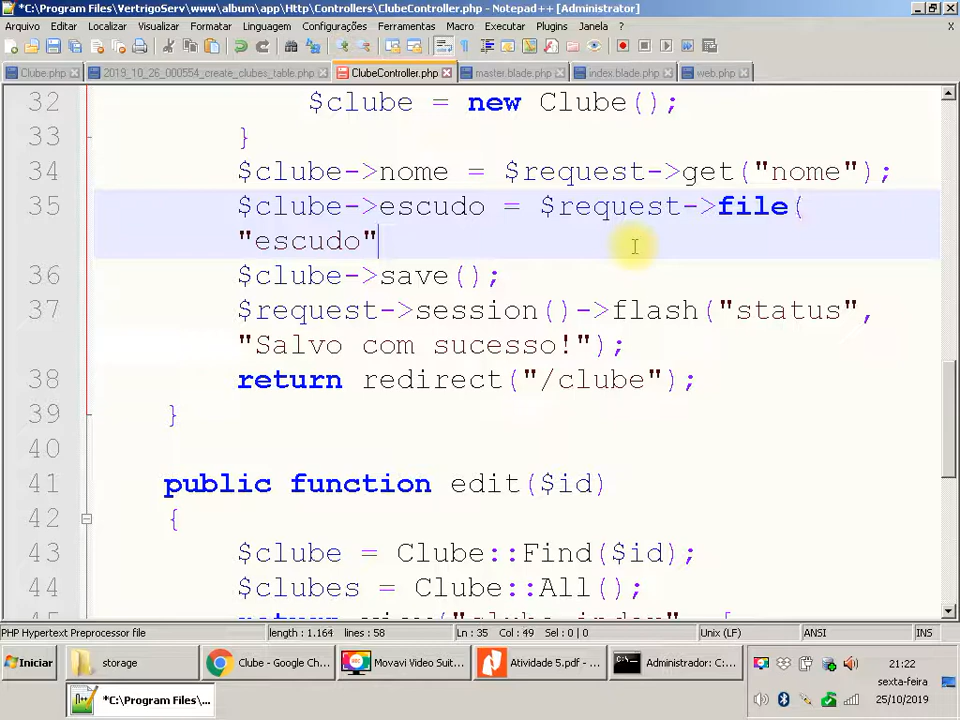 *C:\Program Files\VertrigoServ\www\album\app\Http\Controllers\ClubeController.php - Notepad++ [Administrator]
Arquivo Editar Localizar Visualizar Formatar Linguagem Configurações Ferramentas Macro Executar Plugins Janela ? X
Clube.php 2019_10_26_000554_create_clubes_table.php ClubeController.php master.blade.php index.blade.php web.php
32 $clube = new Clube();
33 }
34 $clube->nome = $request->get("nome");
35 $clube->escudo = $request->file(
"escudo"
36 $clube->save();
37 $request->session()->flash("status",
"Salvo com sucesso!");
38 return redirect("/clube");
39 }
40
41 public function edit($id)
42 {
43 $clube = Clube::Find($id);
44 $clubes = Clube::All();
45 return view("clube.index", [
PHP Hypertext Preprocessor file length : 1.164 lines : 58 Ln : 35 Col : 49 Sel : 0 | 0 Unix (LF) ANSI INS
Iniciar storage Clube - Google Ch... Movavi Video Suit... Atividade 5.pdf - ... Administrador: C:... 21:22
sexta-feira
*C:\Program Files\... 25/10/2019